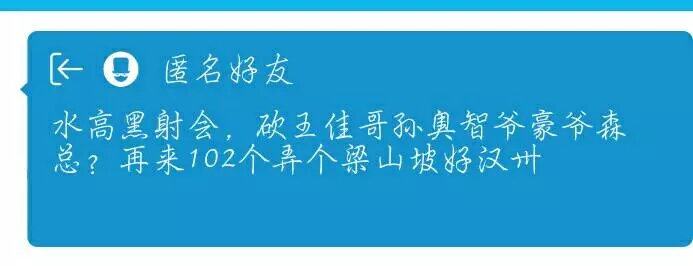 匿名好友
水高黑射会，砍王佳哥孙奥智爷豪爷森
总？再来102个弄个梁山坡好汉卅